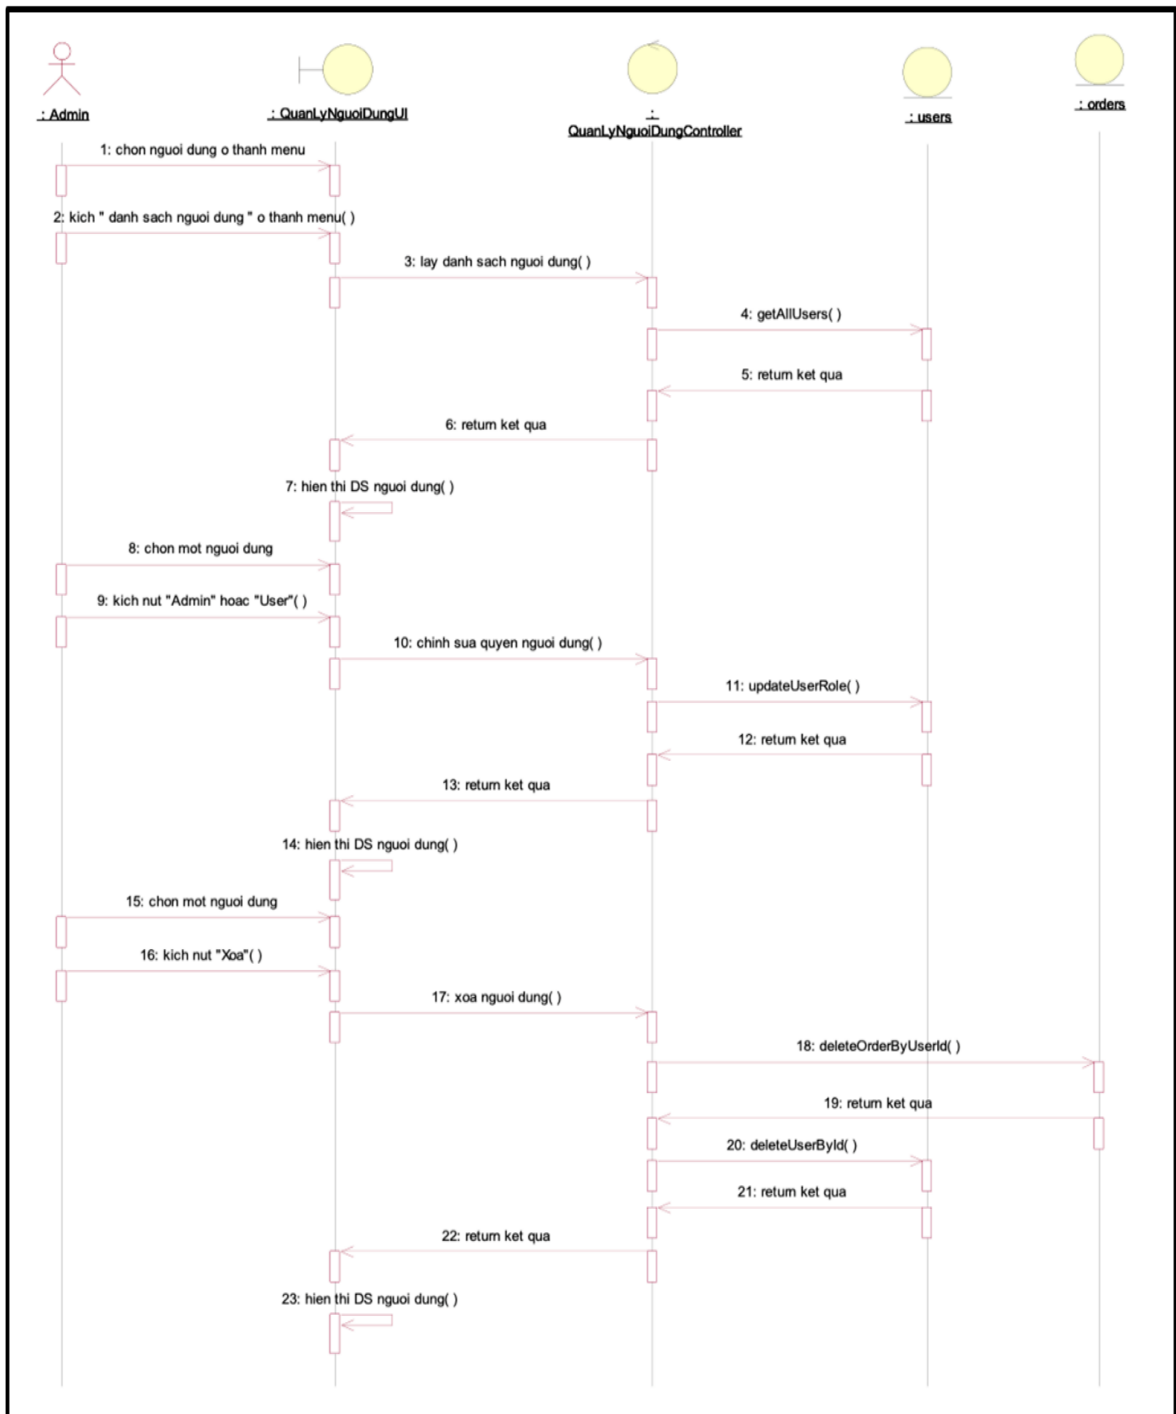 : Admin
: QuanLyNguoiDungUI
:
QuanLyNguoiDungController
: users
: orders
1: chon nguoi dung o thanh menu
2: kich " danh sach nguoi dung " o thanh menu( )
3: lay danh sach nguoi dung( )
4: getAllUsers( )
5: return ket qua
6: return ket qua
7: hien thi DS nguoi dung( )
8: chon mot nguoi dung
9: kich nut "Admin" hoac "User"( )
10: chinh sua quyen nguoi dung( )
11: updateUserRole( )
12: return ket qua
13: return ket qua
14: hien thi DS nguoi dung( )
15: chon mot nguoi dung
16: kich nut "Xoa"( )
17: xoa nguoi dung( )
18: deleteOrderByUserId( )
19: return ket qua
20: deleteUserById( )
21: return ket qua
22: return ket qua
23: hien thi DS nguoi dung( )